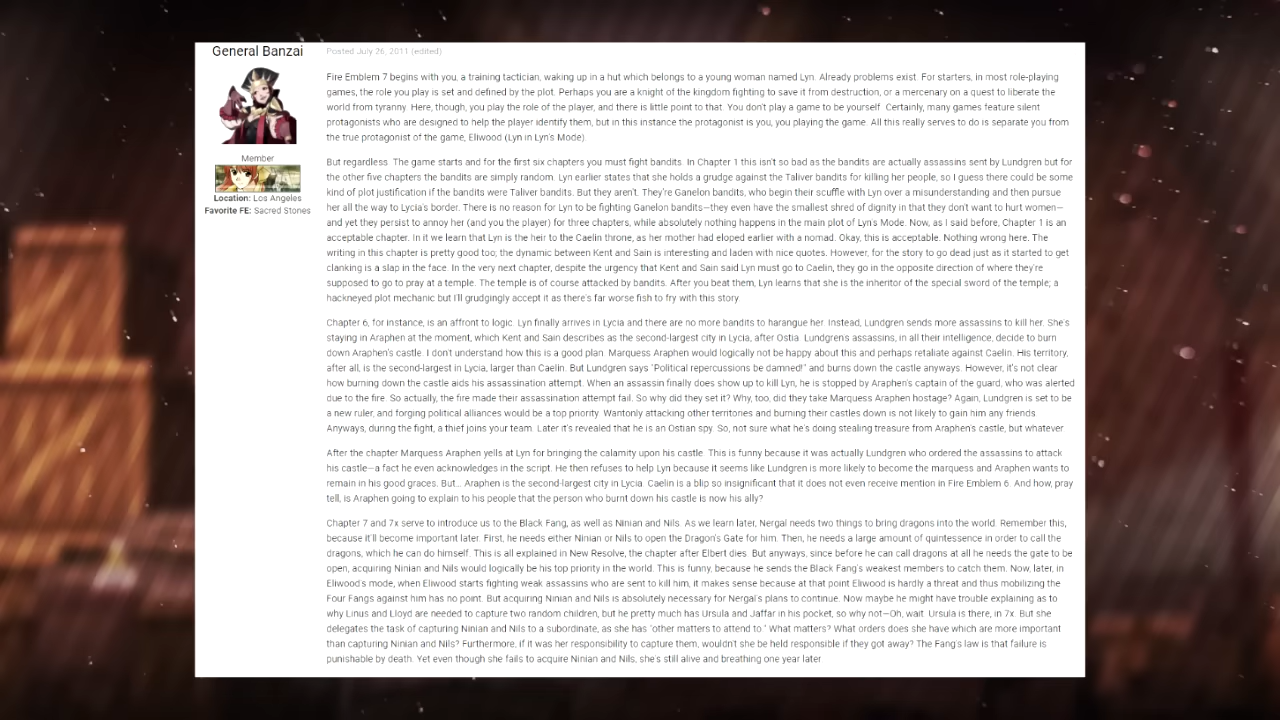 General Banzai
Posted July 26, 2011 (edited)
Member
Location: Los Angeles
Favorite FE: Sacred Stones
Fire Emblem 7 begins with you, a training tactician, waking up in a hut which belongs to a young woman named Lyn. Already problems exist. For starters, in most role-playing
games, the role you play is set and defined by the plot. Perhaps you are a knight of the kingdom fighting to save it from destruction, or a mercenary on a quest to liberate the
world from tyranny. Here, though, you play the role of the player, and there is little point to that. You don't play a game to be yourself. Certainly, many games feature silent
protagonists who are designed to help the player identify them, but in this instance the protagonist is you, you playing the game. All this really serves to do is separate you from
the true protagonist of the game, Eliwood (Lyn in Lyn's Mode).
But regardless. The game starts and for the first six chapters you must fight bandits. In Chapter 1 this isn't so bad as the bandits are actually assassins sent by Lundgren but for
the other five chapters the bandits are simply random. Lyn earlier states that she holds a grudge against the Taliver bandits for killing her people, so I guess there could be some
kind of plot justification if the bandits were Taliver bandits. But they aren't. They're Ganelon bandits, who begin their scuffle with Lyn over a misunderstanding and then pursue
her all the way to Lycia's border. There is no reason for Lyn to be fighting Ganelon bandits—they even have the smallest shred of dignity in that they don't want to hurt women—
and yet they persist to annoy her (and you the player) for three chapters, while absolutely nothing happens in the main plot of Lyn's Mode. Now, as I said before, Chapter 1 is an
acceptable chapter. In it we learn that Lyn is the heir to the Caelin throne, as her mother had eloped earlier with a nomad. Okay, this is acceptable. Nothing wrong here. The
writing in this chapter is pretty good too; the dynamic between Kent and Sain is interesting and laden with nice quotes. However, for the story to go dead just as it started to get
clanking is a slap in the face. In the very next chapter, despite the urgency that Kent and Sain said Lyn must go to Caelin, they go in the opposite direction of where they're
supposed to go to pray at a temple. The temple is of course attacked by bandits. After you beat them, Lyn learns that she is the inheritor of the special sword of the temple; a
hackneyed plot mechanic but I'll grudgingly accept it as there's far worse fish to fry with this story.
Chapter 6, for instance, is an affront to logic. Lyn finally arrives in Lycia and there are no more bandits to harangue her. Instead, Lundgren sends more assassins to kill her. She's
staying in Araphen at the moment, which Kent and Sain describes as the second-largest city in Lycia, after Ostia. Lundgren's assassins, in all their intelligence, decide to burn
down Araphen's castle. I don't understand how this is a good plan. Marquess Araphen would logically not be happy about this and perhaps retaliate against Caelin. His territory,
after all, is the second-largest in Lycia, larger than Caelin. But Lundgren says "Political repercussions be damned!" and burns down the castle anyways. However, it's not clear
how burning down the castle aids his assassination attempt. When an assassin finally does show up to kill Lyn, he is stopped by Araphen's captain of the guard, who was alerted
due to the fire. So actually, the fire made their assassination attempt fail. So why did they set it? Why, too, did they take Marquess Araphen hostage? Again, Lundgren is set to be
a new ruler, and forging political alliances would be a top priority. Wantonly attacking other territories and burning their castles down is not likely to gain him any friends.
Anyways, during the fight, a thief joins your team. Later it's revealed that he is an Ostian spy. So, not sure what he's doing stealing treasure from Araphen's castle, but whatever.
After the chapter Marquess Araphen yells at Lyn for bringing the calamity upon his castle. This is funny because it was actually Lundgren who ordered the assassins to attack
his castle—a fact he even acknowledges in the script. He then refuses to help Lyn because it seems like Lundgren is more likely to become the marquess and Araphen wants to
remain in his good graces. But... Araphen is the second-largest city in Lycia. Caelin is a blip so insignificant that it does not even receive mention in Fire Emblem 6. And how, pray
tell, is Araphen going to explain to his people that the person who burnt down his castle is now his ally?
Chapter 7 and 7x serve to introduce us to the Black Fang, as well as Ninian and Nils. As we learn later, Nergal needs two things to bring dragons into the world. Remember this,
because it'll become important later. First, he needs either Ninian or Nils to open the Dragon's Gate for him. Then, he needs a large amount of quintessence in order to call the
dragons, which he can do himself. This is all explained in New Resolve, the chapter after Elbert dies. But anyways, since before he can call dragons at all he needs the gate to be
open, acquiring Ninian and Nils would logically be his top priority in the world. This is funny, because he sends the Black Fang's weakest members to catch them. Now, later, in
Eliwood's mode, when Eliwood starts fighting weak assassins who are sent to kill him, it makes sense because at that point Eliwood is hardly a threat and thus mobilizing the
Four Fangs against him has no point. But acquiring Ninian and Nils is absolutely necessary for Nergal's plans to continue. Now maybe he might have trouble explaining as to
why Linus and Lloyd are needed to capture two random children, but he pretty much has Ursula and Jaffar in his pocket, so why not—Oh, wait. Ursula is there, in 7x. But she
delegates the task of capturing Ninian and Nils to a subordinate, as she has "other matters to attend to." What matters? What orders does she have which are more important
than capturing Ninian and Nils? Furthermore, if it was her responsibility to capture them, wouldn't she be held responsible if they got away? The Fang's law is that failure is
punishable by death. Yet even though she fails to acquire Ninian and Nils, she's still alive and breathing one year later.